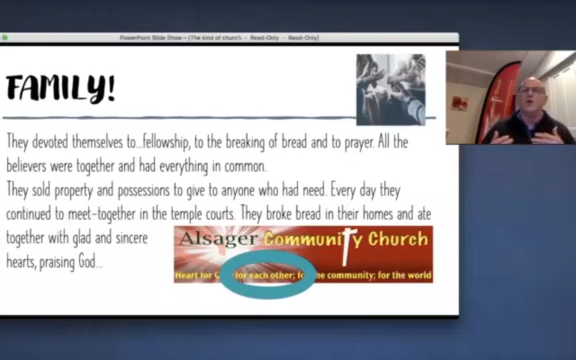 PowerPoint Slide Show - [The kind of church - Read-Only - Read-Only]
FAMILY!
They devoted themselves to...fellowship, to the breaking of bread and to prayer. All the
believers were together and had everything in common.
They sold property and possessions to give to anyone who had need. Every day they
continued to meet-together in the temple courts. They broke bread in their homes and ate
together with glad and sincere
hearts, praising God...
Alsager Community Church
Heart for G for each other; for the community; for the world